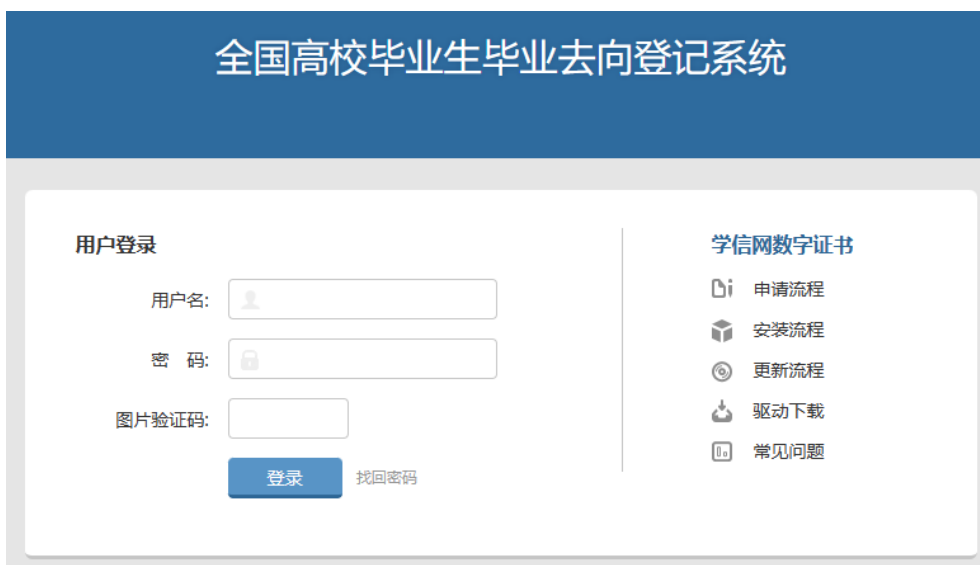 全国高校毕业生毕业去向登记系统
用户登录
用户名:
密 码:
图片验证码:
登录 找回密码
学信网数字证书
申请流程
安装流程
更新流程
驱动下载
常见问题